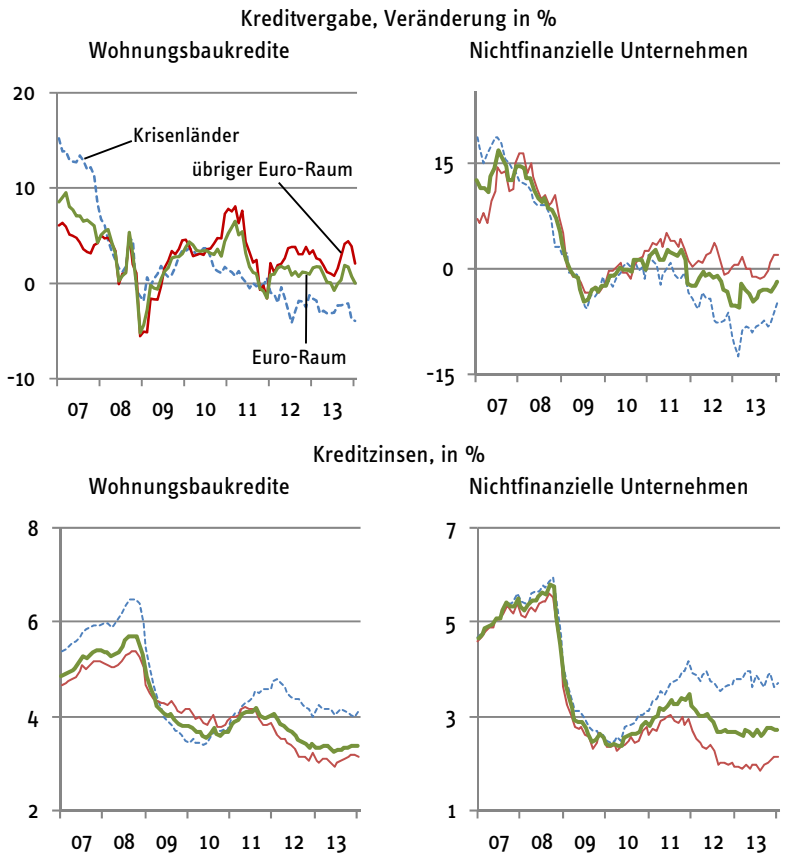 Kreditvergabe, Veränderung in %
Wohnungsbaukredite
Nichtfinanzielle Unternehmen
20
10
0
-10
Krisenländer
übriger Euro-Raum
Euro-Raum
07 08 09 10 11 12 13
15
0
-15
07 08 09 10 11 12 13
Kreditzinsen, in %
Wohnungsbaukredite
Nichtfinanzielle Unternehmen
8
6
4
2
07 08 09 10 11 12 13
7
5
3
1
07 08 09 10 11 12 13